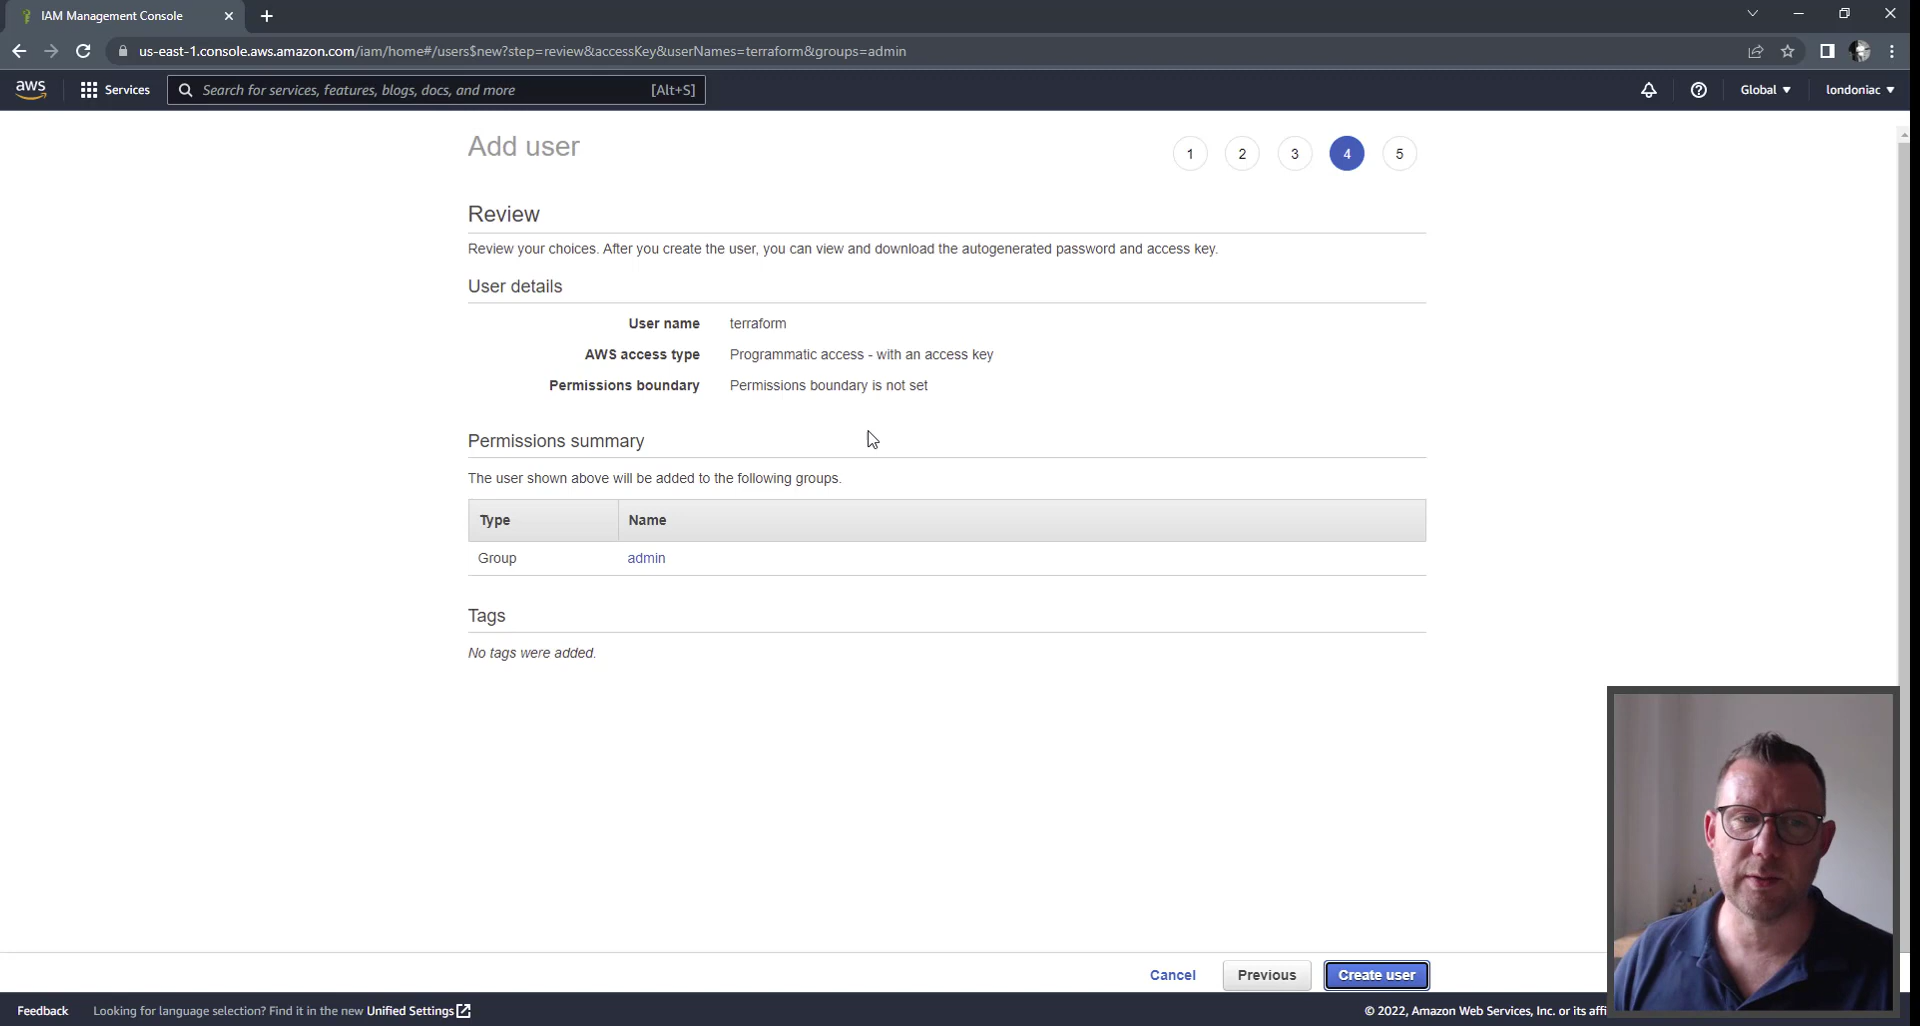 IAM Management Console
us-east-1.console.aws.amazon.com/iam/home#/users$new?step=review&accessKey&userNames=terraform&groups=admin
aws
Services
Search for services, features, blogs, docs, and more
[Alt+S]
Global
londoniac
Add user
1 2 3 4 5
Review
Review your choices. After you create the user, you can view and download the autogenerated password and access key.
User details
User name terraform
AWS access type Programmatic access - with an access key
Permissions boundary Permissions boundary is not set
Permissions summary
The user shown above will be added to the following groups.
Type Name
Group admin
Tags
No tags were added.
Cancel Previous Create user
Feedback Looking for language selection? Find it in the new Unified Settings © 2022, Amazon Web Services, Inc. or its affi